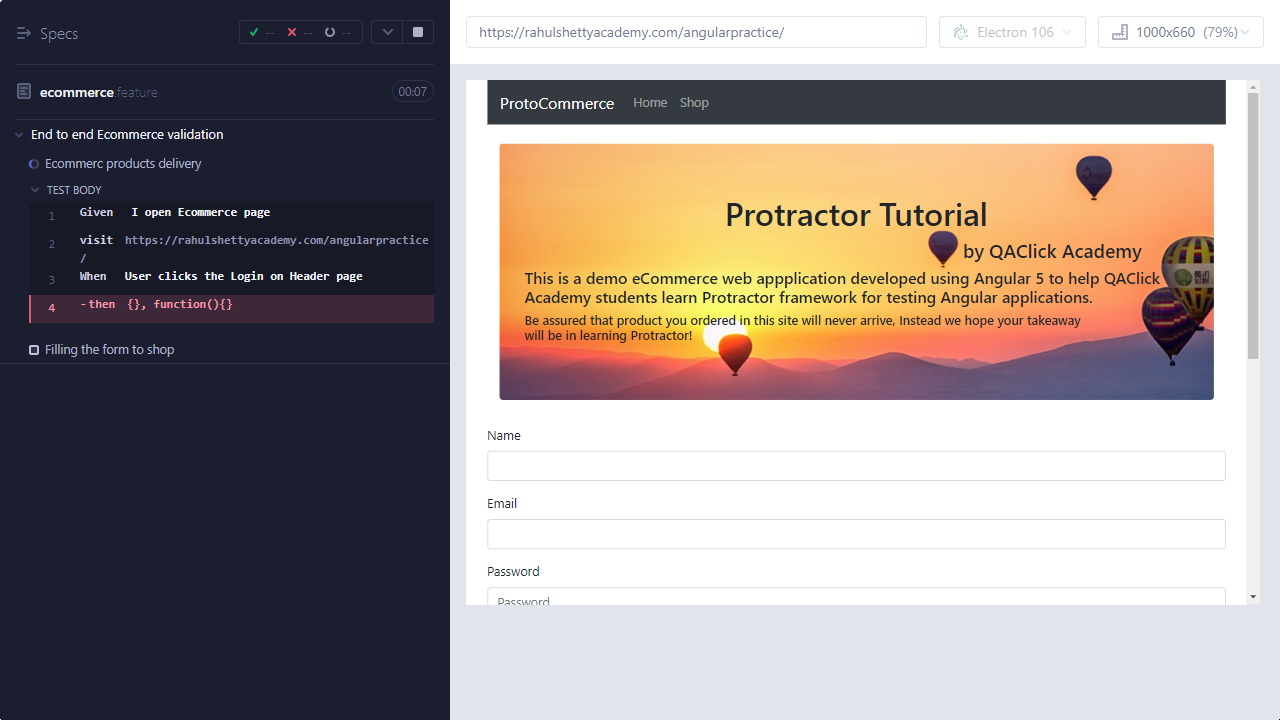 Specs
-- -- --
https://rahulshettyacademy.com/angularpractice/
Electron 106
1000x660 (79%)
ecommerce.feature
00:07
End to end Ecommerce validation
Ecommerc products delivery
TEST BODY
1 Given I open Ecommerce page
2 visit https://rahulshettyacademy.com/angularpractice
/
3 When User clicks the Login on Header page
4 -then {}, function(){}
Filling the form to shop
ProtoCommerce Home Shop
Protractor Tutorial
by QAClick Academy
This is a demo eCommerce web appplication developed using Angular 5 to help QAClick
Academy students learn Protractor framework for testing Angular applications.
Be assured that product you ordered in this site will never arrive, Instead we hope your takeaway
will be in learning Protractor!
Name
Email
Password
Password